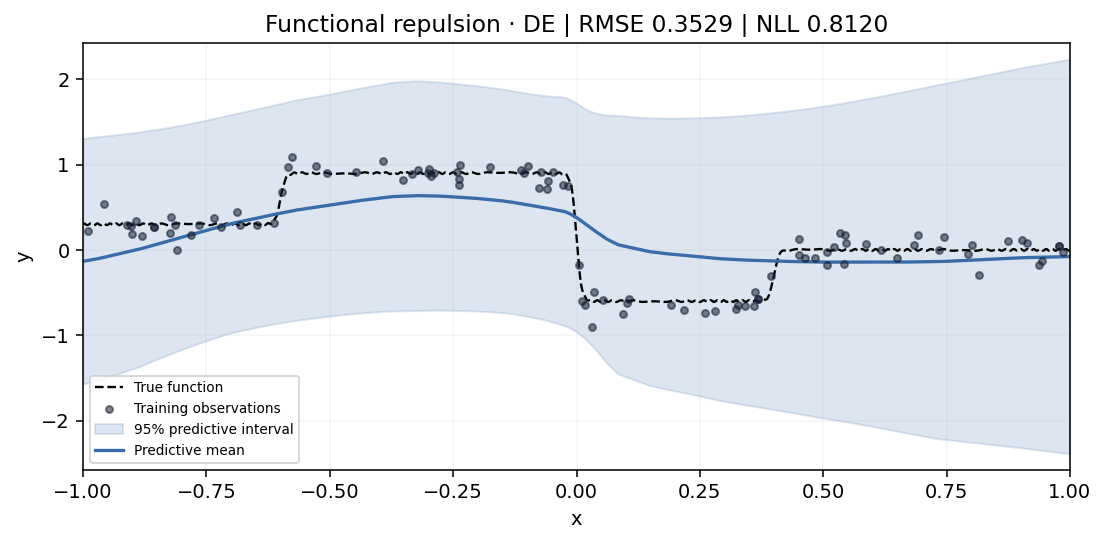 Functional repulsion · DE | RMSE 0.3529 | NLL 0.8120
y
2
1
0
−1
−2
True function
Training observations
95% predictive interval
Predictive mean
−1.00 −0.75 −0.50 −0.25 0.00 0.25 0.50 0.75 1.00
x